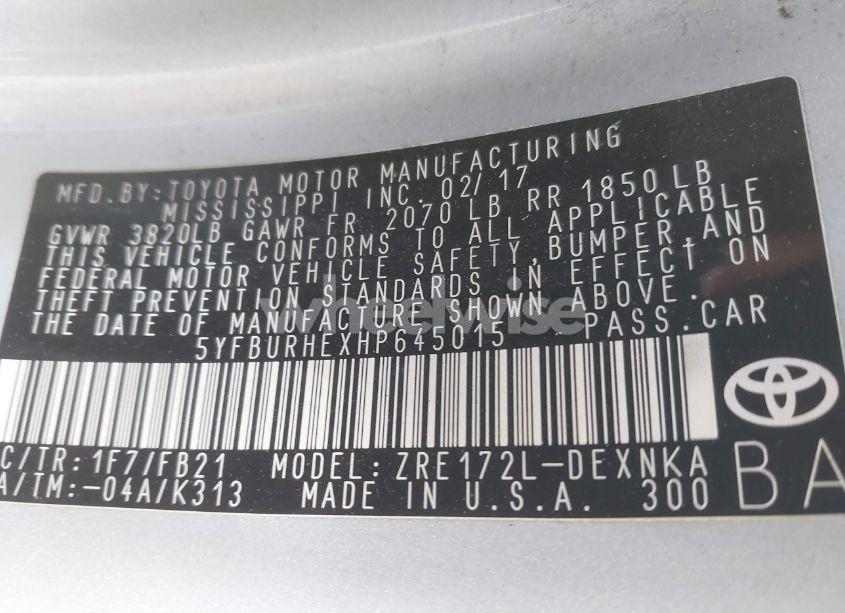 MFD.BY:TOYOTA MOTOR MANUFACTURING
MISSISSIPPI INC. 02/17
GVWR 3820LB GAWR FR 2070 LB RR 1850 LB
THIS VEHICLE CONFORMS TO ALL APPLICABLE
FEDERAL MOTOR VEHICLE SAFETY,BUMPER,AND
THEFT PREVENTION STANDARDS IN EFFECT ON
THE DATE OF MANUFACTURE SHOWN ABOVE.
wheelwise
5YFBURHEXHP645015 PASS.CAR
C/TR:1F7/FB21 MODEL:ZRE172L-DEXNKA
A/TM:-04A/K313 MADE IN U.S.A. 300
BA